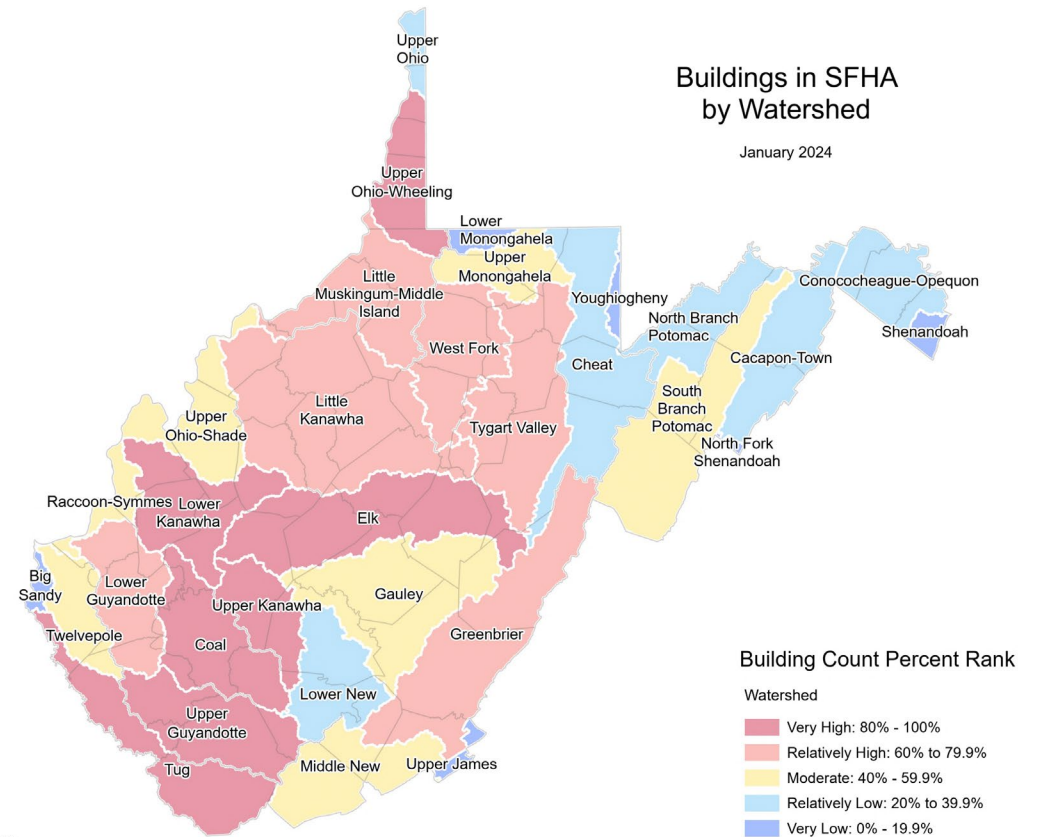 Buildings in SFHA
by Watershed
January 2024
Upper
Ohio
Upper
Ohio-Wheeling
Lower
Monongahela
Upper
Monongahela
Little
Muskingum-Middle
Island
Youghiogheny
Conococheague-Opequon
North Branch
Potomac
Shenandoah
West Fork
Cheat
Cacapon-Town
Little
Kanawha
South
Branch
Potomac
Upper
Ohio-Shade
Tygart Valley
North Fork
Shenandoah
Raccoon-Symmes
Lower
Kanawha
Elk
Big
Sandy
Lower
Guyandotte
Upper Kanawha
Gauley
Twelvepole
Coal
Greenbrier
Lower New
Upper
Guyandotte
Tug
Middle New
Upper James
Building Count Percent Rank
Watershed
Very High: 80% - 100%
Relatively High: 60% to 79.9%
Moderate: 40% - 59.9%
Relatively Low: 20% to 39.9%
Very Low: 0% - 19.9%